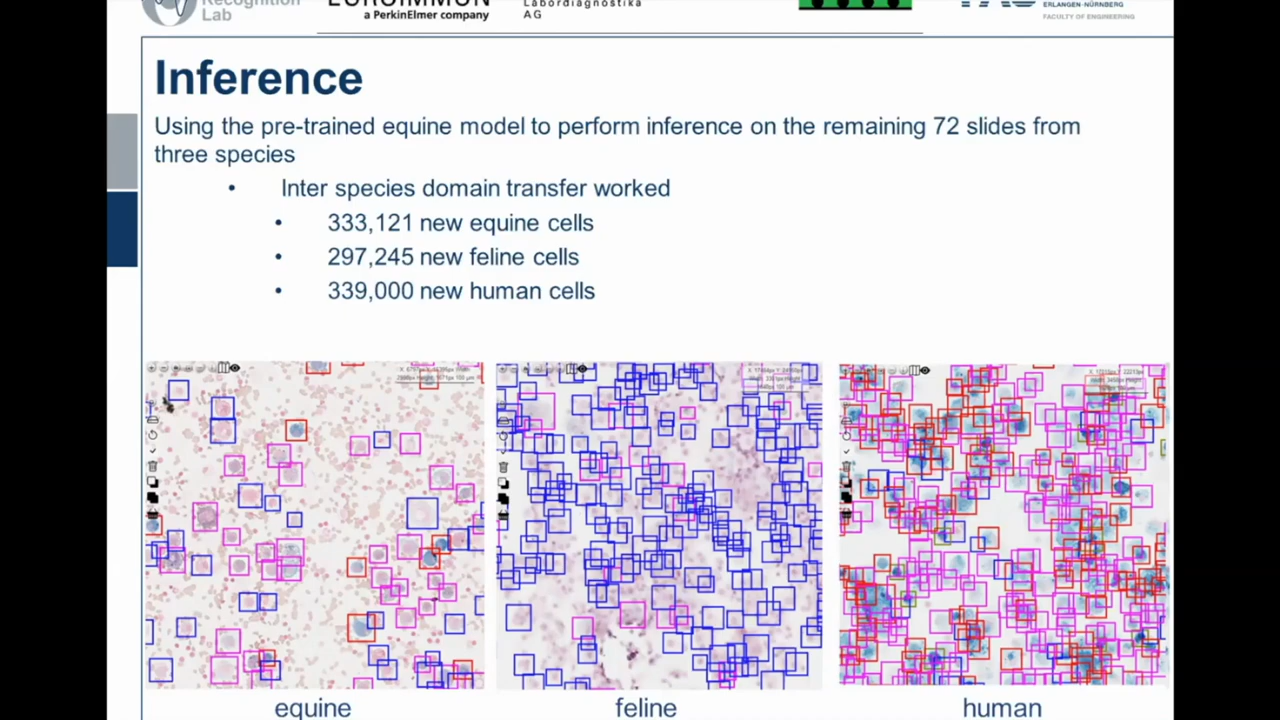 Recognition
Lab
EUROIMMUN
a PerkinElmer company
Labordiagnostika
AG
ERLANGEN-NÜRNBERG
FACULTY OF ENGINEERING
Inference
Using the pre-trained equine model to perform inference on the remaining 72 slides from
three species
• Inter species domain transfer worked
• 333,121 new equine cells
• 297,245 new feline cells
• 339,000 new human cells
equine
feline
human